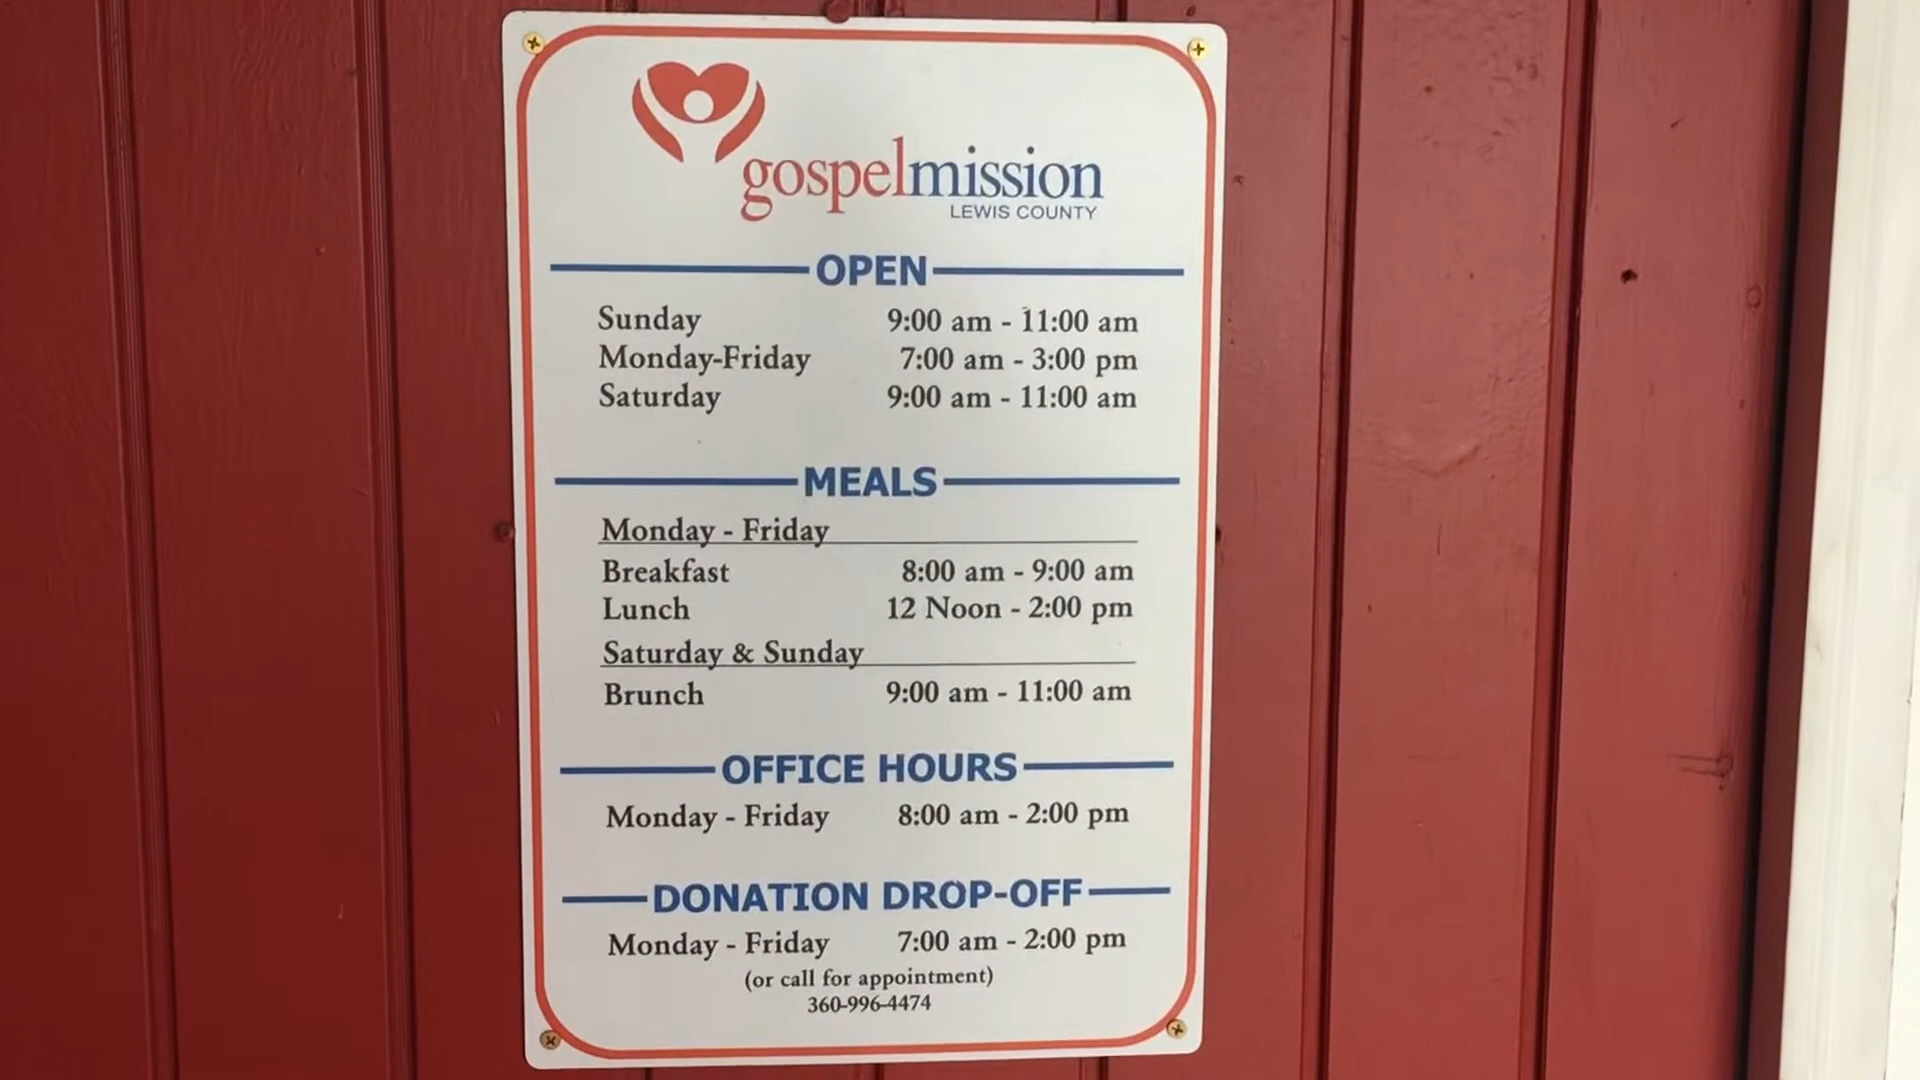 gospelmission
LEWIS COUNTY
OPEN
Sunday 9:00 am - 11:00 am
Monday-Friday 7:00 am - 3:00 pm
Saturday 9:00 am - 11:00 am
MEALS
Monday - Friday
Breakfast 8:00 am - 9:00 am
Lunch 12 Noon - 2:00 pm
Saturday & Sunday
Brunch 9:00 am - 11:00 am
OFFICE HOURS
Monday - Friday 8:00 am - 2:00 pm
DONATION DROP-OFF
Monday - Friday 7:00 am - 2:00 pm
(or call for appointment)
360-996-4474